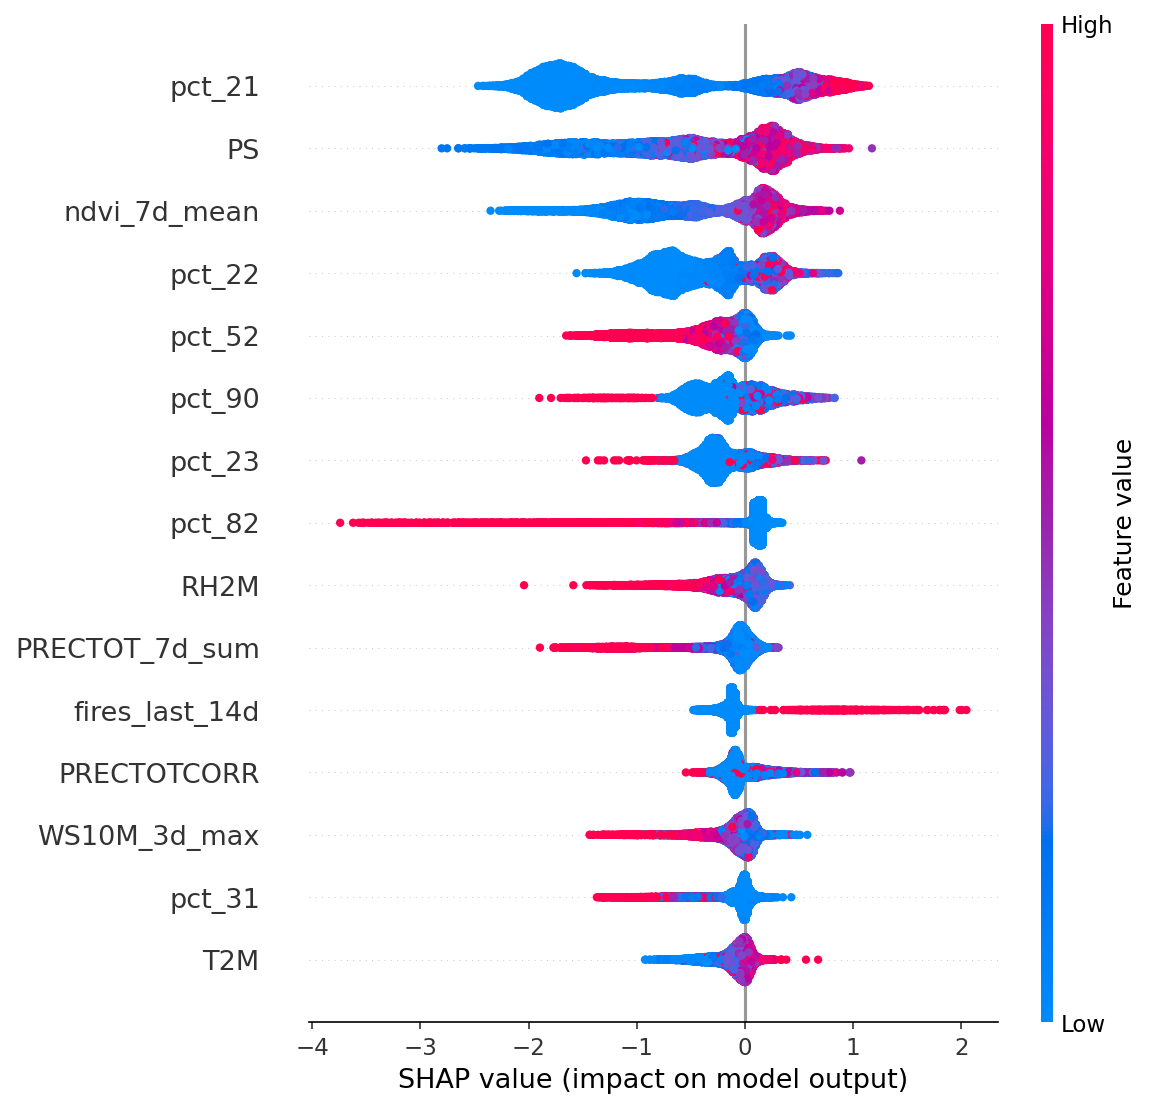 High
pct_21
PS
ndvi_7d_mean
pct_22
pct_52
pct_90
pct_23
pct_82
RH2M
PRECTOT_7d_sum
fires_last_14d
PRECTOTCORR
WS10M_3d_max
pct_31
T2M
Feature value
Low
−4 −3 −2 −1 0 1 2
SHAP value (impact on model output)